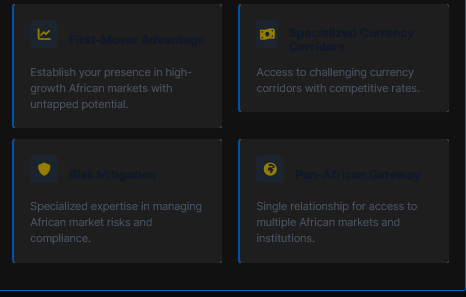 First-Mover Advantage
Establish your presence in high-
growth African markets with
untapped potential.
Specialized Currency
Corridors
Access to challenging currency
corridors with competitive rates.
Risk Mitigation
Specialized expertise in managing
African market risks and
compliance.
Pan-African Gateway
Single relationship for access to
multiple African markets and
institutions.